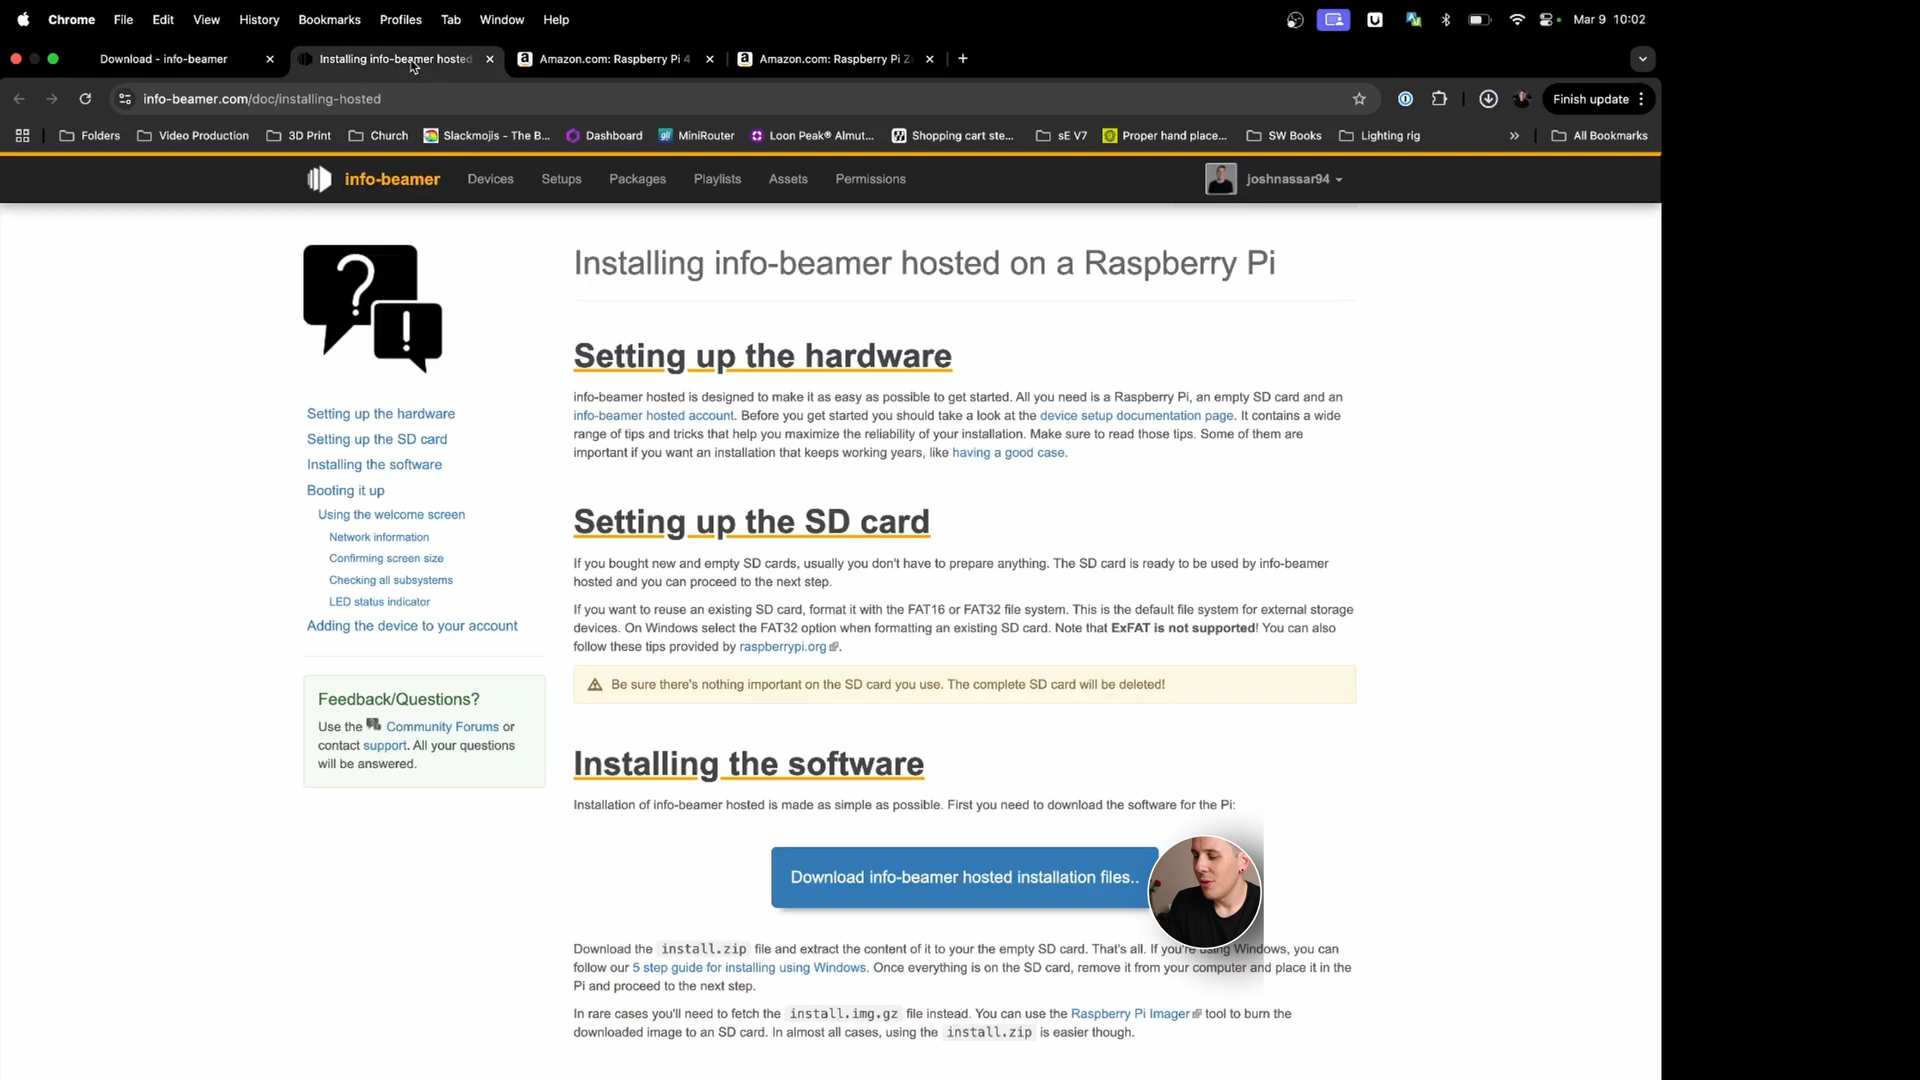 Chrome File Edit View History Bookmarks Profiles Tab Window Help Mar 9 10:02
Download - info-beamer Installing info-beamer hosted Amazon.com: Raspberry Pi 4 Amazon.com: Raspberry Pi Z
info-beamer.com/doc/installing-hosted Finish update
Folders Video Production 3D Print Church Slackmojis - The B... Dashboard MiniRouter Loon Peak® Almut... Shopping cart ste... sE V7 Proper hand place... SW Books Lighting rig » All Bookmarks
info-beamer Devices Setups Packages Playlists Assets Permissions joshnassar94
?
!
Setting up the hardware
Setting up the SD card
Installing the software
Booting it up
Using the welcome screen
Network information
Confirming screen size
Checking all subsystems
LED status indicator
Adding the device to your account
Feedback/Questions?
Use the Community Forums or
contact support. All your questions
will be answered.
Installing info-beamer hosted on a Raspberry Pi
Setting up the hardware
info-beamer hosted is designed to make it as easy as possible to get started. All you need is a Raspberry Pi, an empty SD card and an
info-beamer hosted account. Before you get started you should take a look at the device setup documentation page. It contains a wide
range of tips and tricks that help you maximize the reliability of your installation. Make sure to read those tips. Some of them are
important if you want an installation that keeps working years, like having a good case.
Setting up the SD card
If you bought new and empty SD cards, usually you don't have to prepare anything. The SD card is ready to be used by info-beamer
hosted and you can proceed to the next step.
If you want to reuse an existing SD card, format it with the FAT16 or FAT32 file system. This is the default file system for external storage
devices. On Windows select the FAT32 option when formatting an existing SD card. Note that ExFAT is not supported! You can also
follow these tips provided by raspberrypi.org.
Be sure there's nothing important on the SD card you use. The complete SD card will be deleted!
Installing the software
Installation of info-beamer hosted is made as simple as possible. First you need to download the software for the Pi:
Download info-beamer hosted installation files..
Download the install.zip file and extract the content of it to your the empty SD card. That's all. If you're using Windows, you can
follow our 5 step guide for installing using Windows. Once everything is on the SD card, remove it from your computer and place it in the
Pi and proceed to the next step.
In rare cases you'll need to fetch the install.img.gz file instead. You can use the Raspberry Pi Imager tool to burn the
downloaded image to an SD card. In almost all cases, using the install.zip is easier though.